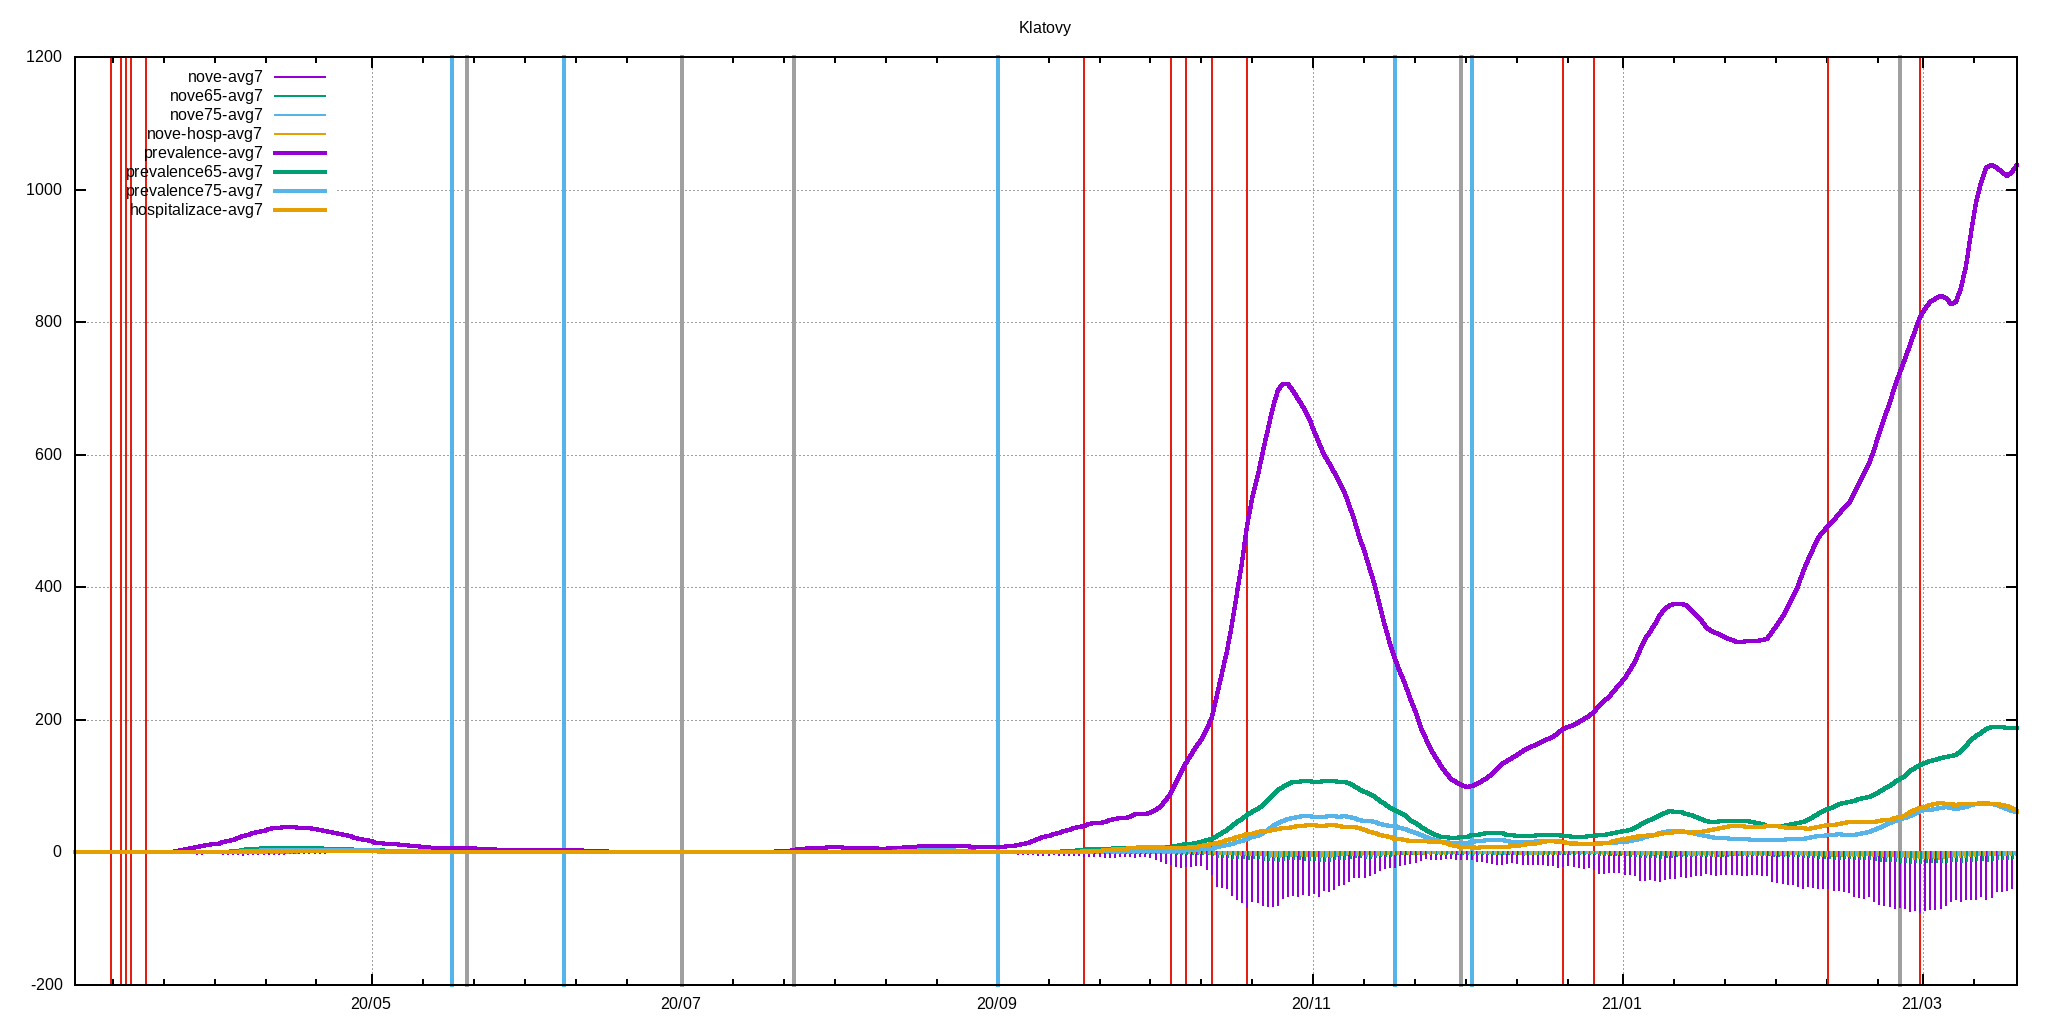 Klatovy
1200
1000
800
600
400
200
0
-200
nove-avg7
nove65-avg7
nove75-avg7
nove-hosp-avg7
prevalence-avg7
prevalence65-avg7
prevalence75-avg7
hospitalizace-avg7
20/05
20/07
20/09
20/11
21/01
21/03